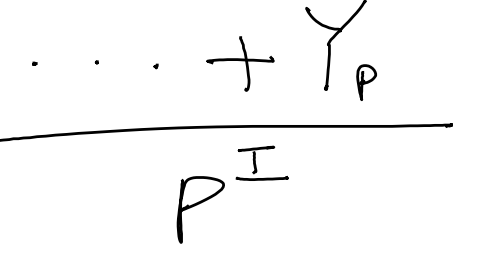 . . . + Y_p
P^I